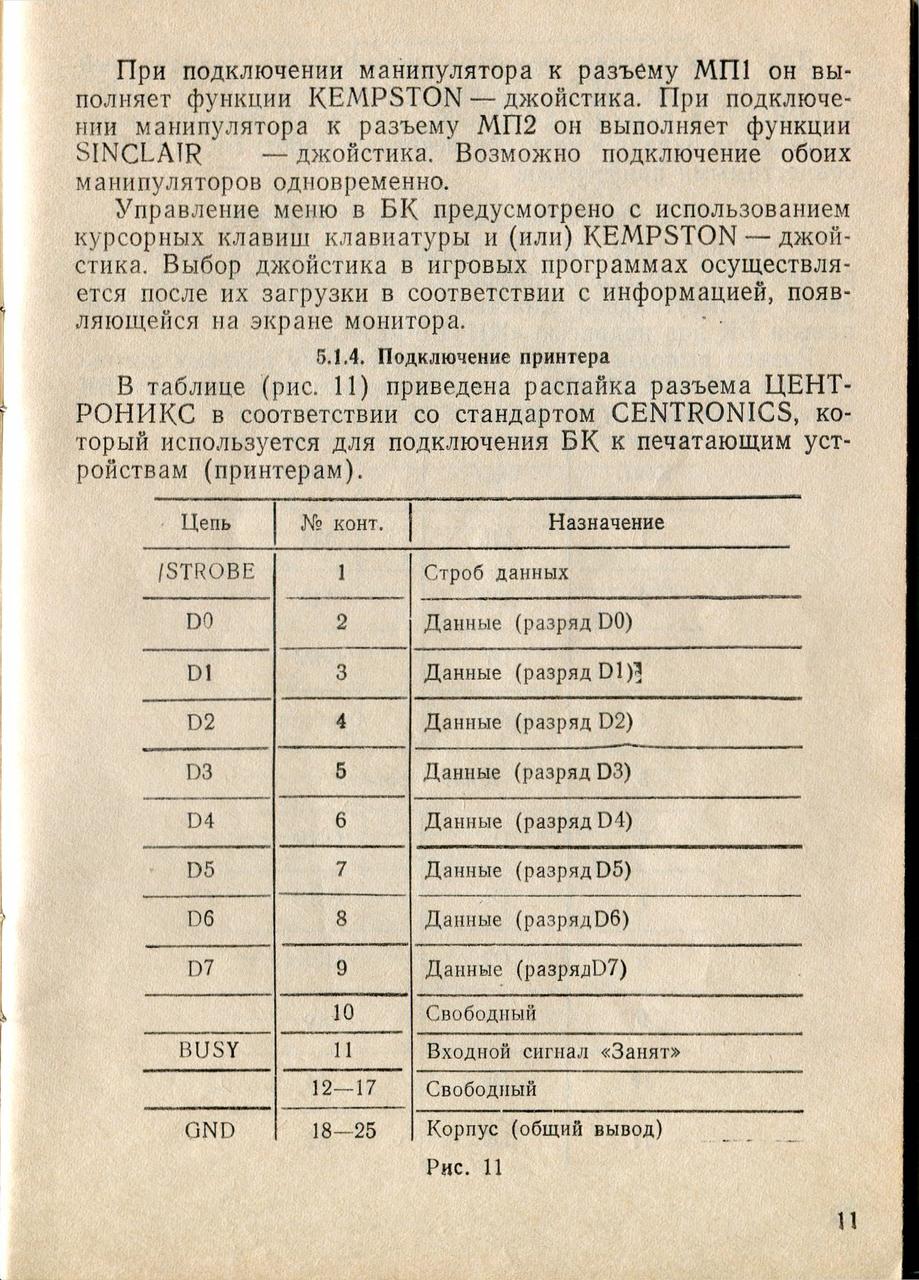 При подключении манипулятора к разъему МП1 он вы-
полняет функции KEMPSTON — джойстика. При подключе-
нии манипулятора к разъему МП2 он выполняет функции
SINCLAIR — джойстика. Возможно подключение обоих
манипуляторов одновременно.
Управление меню в БК предусмотрено с использованием
курсорных клавиш клавиатуры и (или) KEMPSTON — джой-
стика. Выбор джойстика в игровых программах осуществля-
ется после их загрузки в соответствии с информацией, появ-
ляющейся на экране монитора.
5.1.4. Подключение принтера
В таблице (рис. 11) приведена распайка разъема ЦЕНТ-
РОНИКС в соответствии со стандартом CENTRONICS, ко-
торый используется для подключения БК к печатающим уст-
ройствам (принтерам).
Цепь № конт. Назначение
/STROBE 1 Строб данных
D0 2 Данные (разряд D0)
D1 3 Данные (разряд D1)
D2 4 Данные (разряд D2)
D3 5 Данные (разряд D3)
D4 6 Данные (разряд D4)
D5 7 Данные (разряд D5)
D6 8 Данные (разрядD6)
D7 9 Данные (разрядD7)
10 Свободный
BUSY 11 Входной сигнал «Занят»
12—17 Свободный
GND 18—25 Корпус (общий вывод)
Рис. 11
11